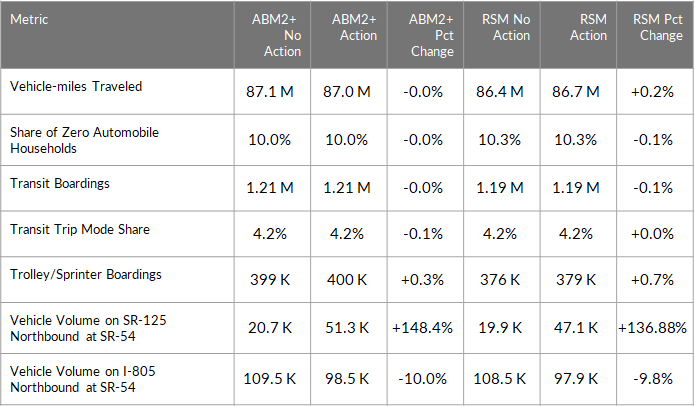 Metric ABM2+ No Action ABM2+ Action ABM2+ Pct Change RSM No Action RSM Action RSM Pct Change
Vehicle-miles Traveled 87.1 M 87.0 M -0.0% 86.4 M 86.7 M +0.2%
Share of Zero Automobile Households 10.0% 10.0% -0.0% 10.3% 10.3% -0.1%
Transit Boardings 1.21 M 1.21 M -0.0% 1.19 M 1.19 M -0.1%
Transit Trip Mode Share 4.2% 4.2% -0.1% 4.2% 4.2% +0.0%
Trolley/Sprinter Boardings 399 K 400 K +0.3% 376 K 379 K +0.7%
Vehicle Volume on SR-125 Northbound at SR-54 20.7 K 51.3 K +148.4% 19.9 K 47.1 K +136.88%
Vehicle Volume on I-805 Northbound at SR-54 109.5 K 98.5 K -10.0% 108.5 K 97.9 K -9.8%